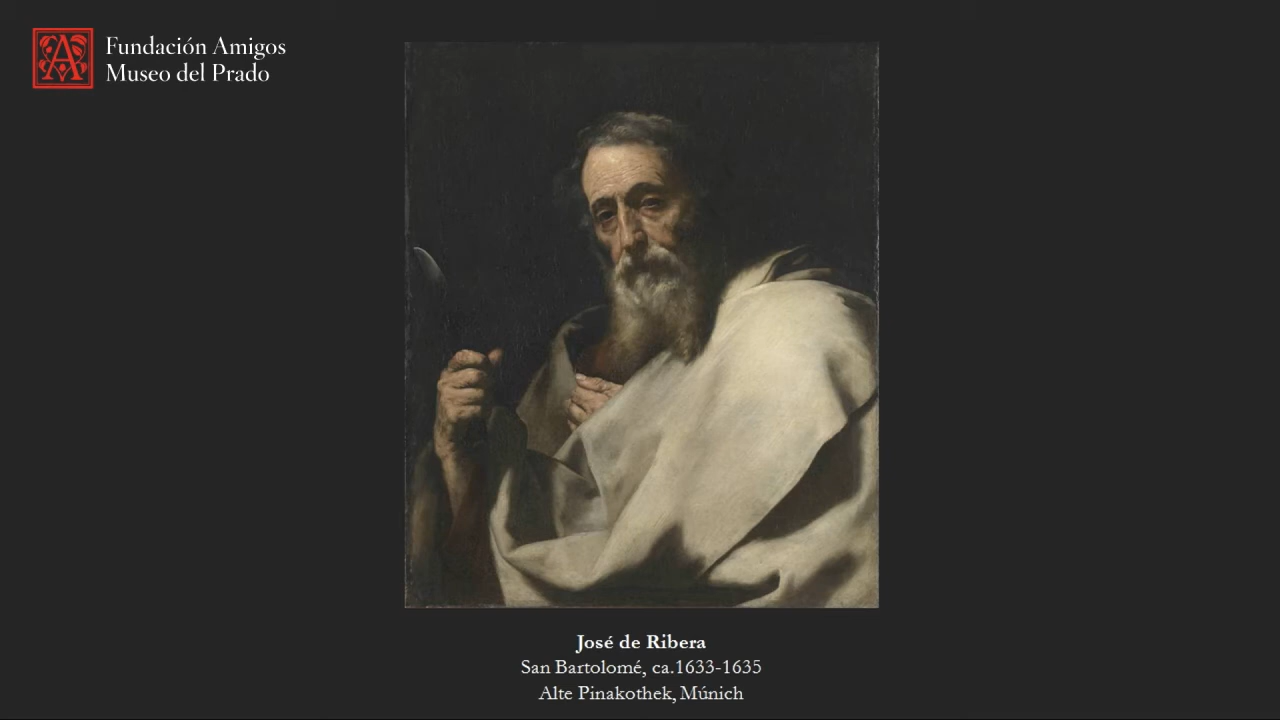 Fundación Amigos
Museo del Prado
José de Ribera
San Bartolomé, ca.1633-1635
Alte Pinakothek, Múnich